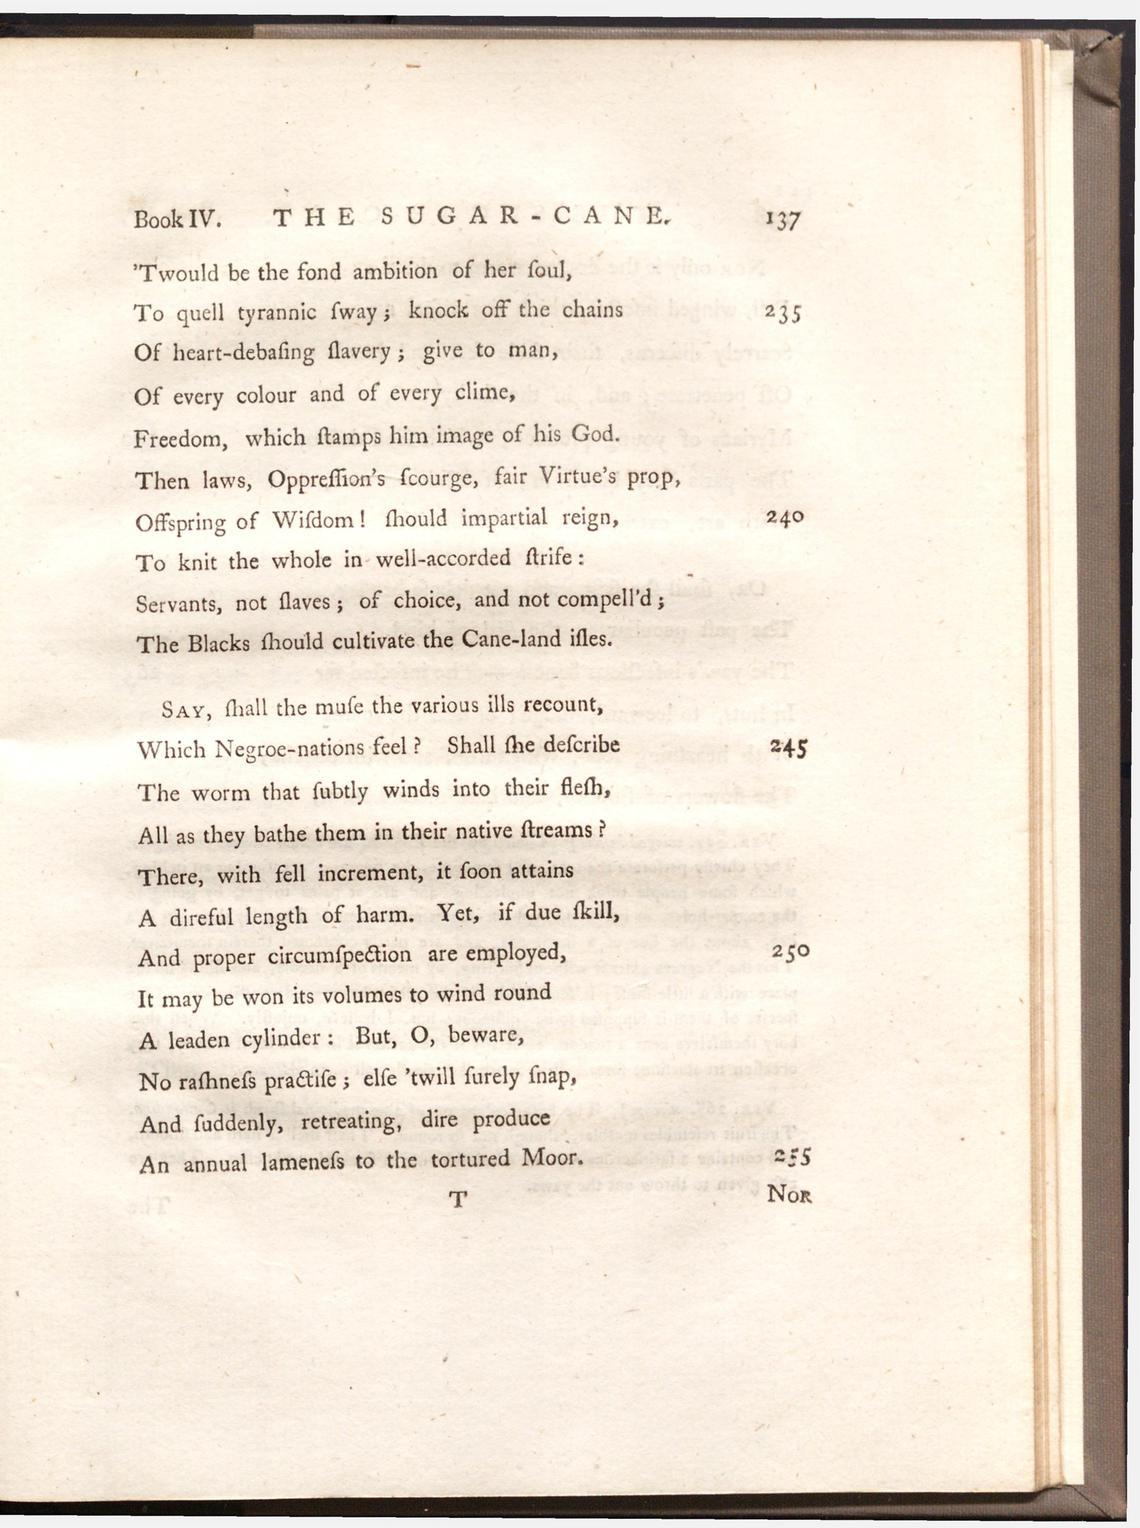 Book IV. THE SUGAR-CANE. 137
’Twould be the fond ambition of her ſoul,
To quell tyrannic ſway; knock off the chains 235
Of heart-debaſing ſlavery; give to man,
Of every colour and of every clime,
Freedom, which ſtamps him image of his God.
Then laws, Oppreſſion’s ſcourge, fair Virtue’s prop,
Offspring of Wiſdom! ſhould impartial reign, 240
To knit the whole in well-accorded ſtrife:
Servants, not ſlaves; of choice, and not compell’d;
The Blacks ſhould cultivate the Cane-land iſles.
SAY, ſhall the muſe the various ills recount,
Which Negroe-nations feel? Shall ſhe deſcribe 245
The worm that ſubtly winds into their fleſh,
All as they bathe them in their native ſtreams?
There, with fell increment, it ſoon attains
A direful length of harm. Yet, if due ſkill,
And proper circumſpection are employed, 250
It may be won its volumes to wind round
A leaden cylinder: But, O, beware,
No raſhneſs practiſe; elſe ’twill ſurely ſnap,
And ſuddenly, retreating, dire produce
An annual lameneſs to the tortured Moor. 255
T NOR